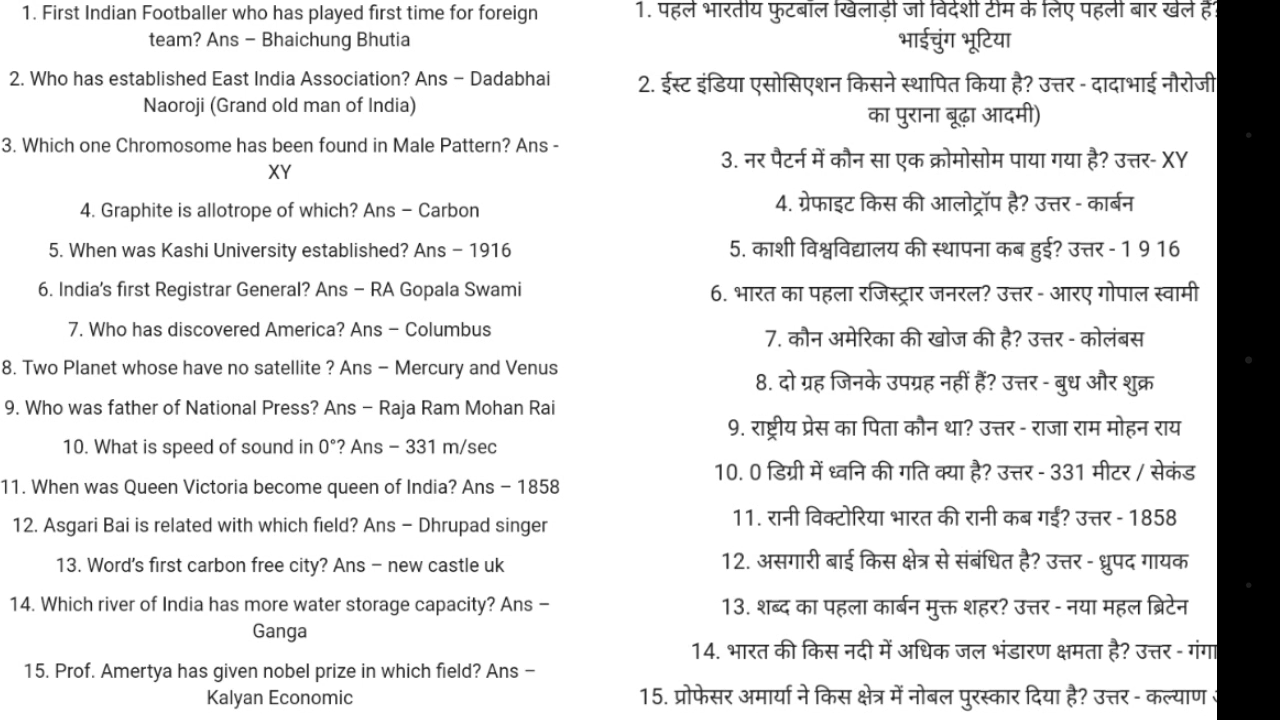 1. First Indian Footballer who has played first time for foreign
team? Ans – Bhaichung Bhutia
2. Who has established East India Association? Ans – Dadabhai
Naoroji (Grand old man of India)
3. Which one Chromosome has been found in Male Pattern? Ans -
XY
4. Graphite is allotrope of which? Ans – Carbon
5. When was Kashi University established? Ans – 1916
6. India’s first Registrar General? Ans – RA Gopala Swami
7. Who has discovered America? Ans – Columbus
8. Two Planet whose have no satellite ? Ans – Mercury and Venus
9. Who was father of National Press? Ans – Raja Ram Mohan Rai
10. What is speed of sound in 0°? Ans – 331 m/sec
11. When was Queen Victoria become queen of India? Ans – 1858
12. Asgari Bai is related with which field? Ans – Dhrupad singer
13. Word’s first carbon free city? Ans – new castle uk
14. Which river of India has more water storage capacity? Ans –
Ganga
15. Prof. Amertya has given nobel prize in which field? Ans –
Kalyan Economic
1. पहले भारतीय फुटबॉल खिलाड़ी जो विदेशी टीम के लिए पहली बार खेले हैं?
भाईचुंग भूटिया
2. ईस्ट इंडिया एसोसिएशन किसने स्थापित किया है? उत्तर - दादाभाई नौरोजी
का पुराना बूढ़ा आदमी)
3. नर पैटर्न में कौन सा एक क्रोमोसोम पाया गया है? उत्तर- XY
4. ग्रेफाइट किस की आलोट्रॉप है? उत्तर - कार्बन
5. काशी विश्वविद्यालय की स्थापना कब हुई? उत्तर - 1 9 16
6. भारत का पहला रजिस्ट्रार जनरल? उत्तर - आरए गोपाल स्वामी
7. कौन अमेरिका की खोज की है? उत्तर - कोलंबस
8. दो ग्रह जिनके उपग्रह नहीं हैं? उत्तर - बुध और शुक्र
9. राष्ट्रीय प्रेस का पिता कौन था? उत्तर - राजा राम मोहन राय
10. 0 डिग्री में ध्वनि की गति क्या है? उत्तर - 331 मीटर / सेकंड
11. रानी विक्टोरिया भारत की रानी कब गईं? उत्तर - 1858
12. असगारी बाई किस क्षेत्र से संबंधित है? उत्तर - ध्रुपद गायक
13. शब्द का पहला कार्बन मुक्त शहर? उत्तर - नया महल ब्रिटेन
14. भारत की किस नदी में अधिक जल भंडारण क्षमता है? उत्तर - गंगा
15. प्रोफेसर अमार्या ने किस क्षेत्र में नोबल पुरस्कार दिया है? उत्तर - कल्याण